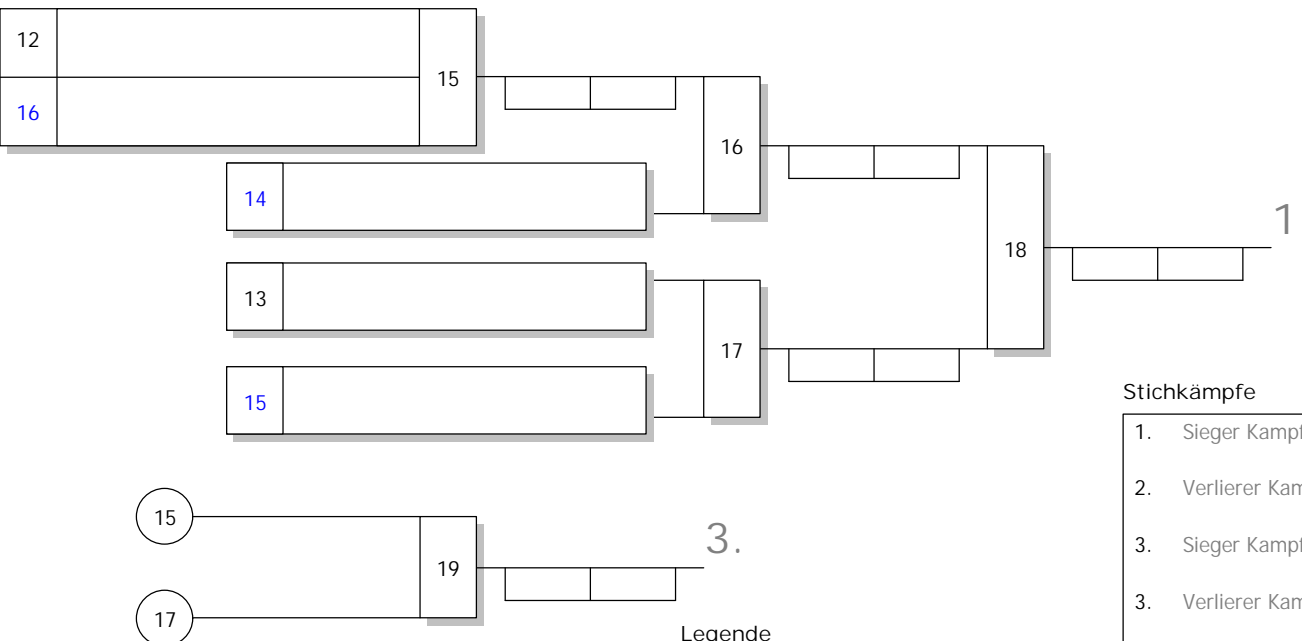 12
15
16
16
14
1
18
13
17
15
Stichkämpfe
1. Sieger Kampf
2. Verlierer Kam
3. Sieger Kampf
3. Verlierer Kam
15
3.
19
17
Legende